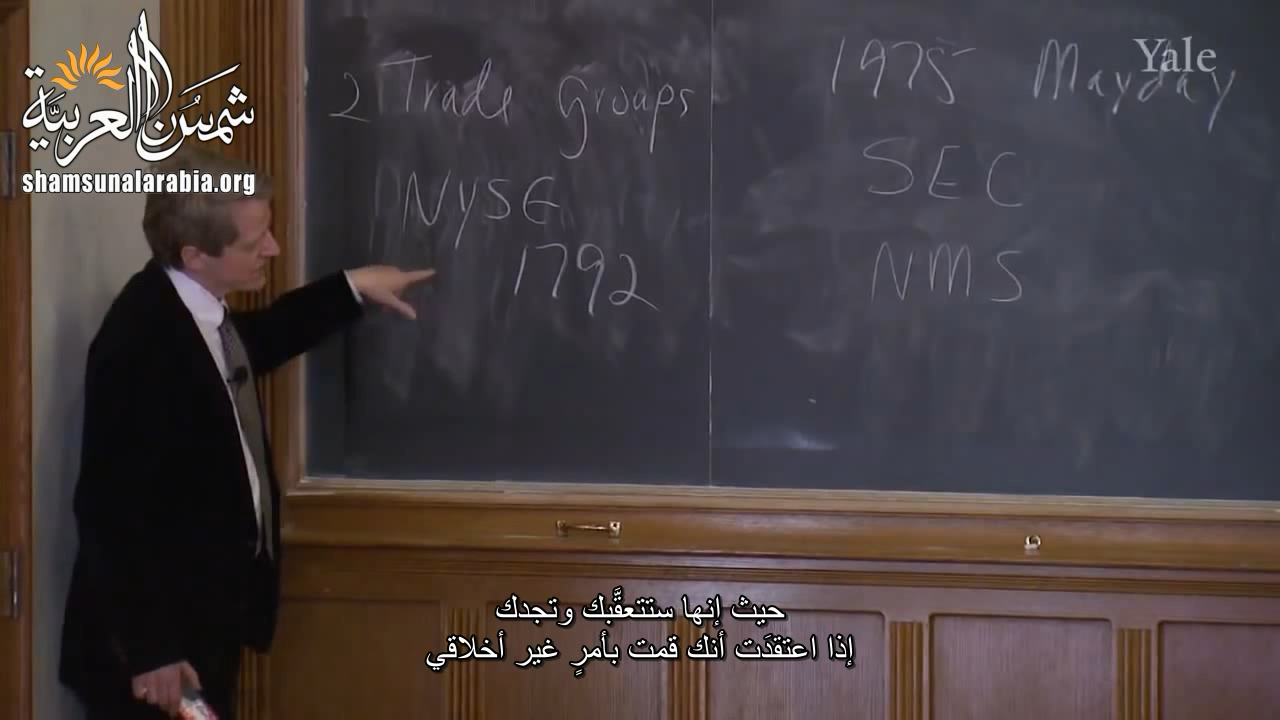 شمسُ العربيَّة
shamsunalarabia.org
2 Trade Groups
NYSE
1792
Yale
1975 Mayday
SEC
NMS
حيث إنها ستتعقَّبك وتجدك
إذا اعتقدَت أنك قمت بأمرٍ غير أخلاقي